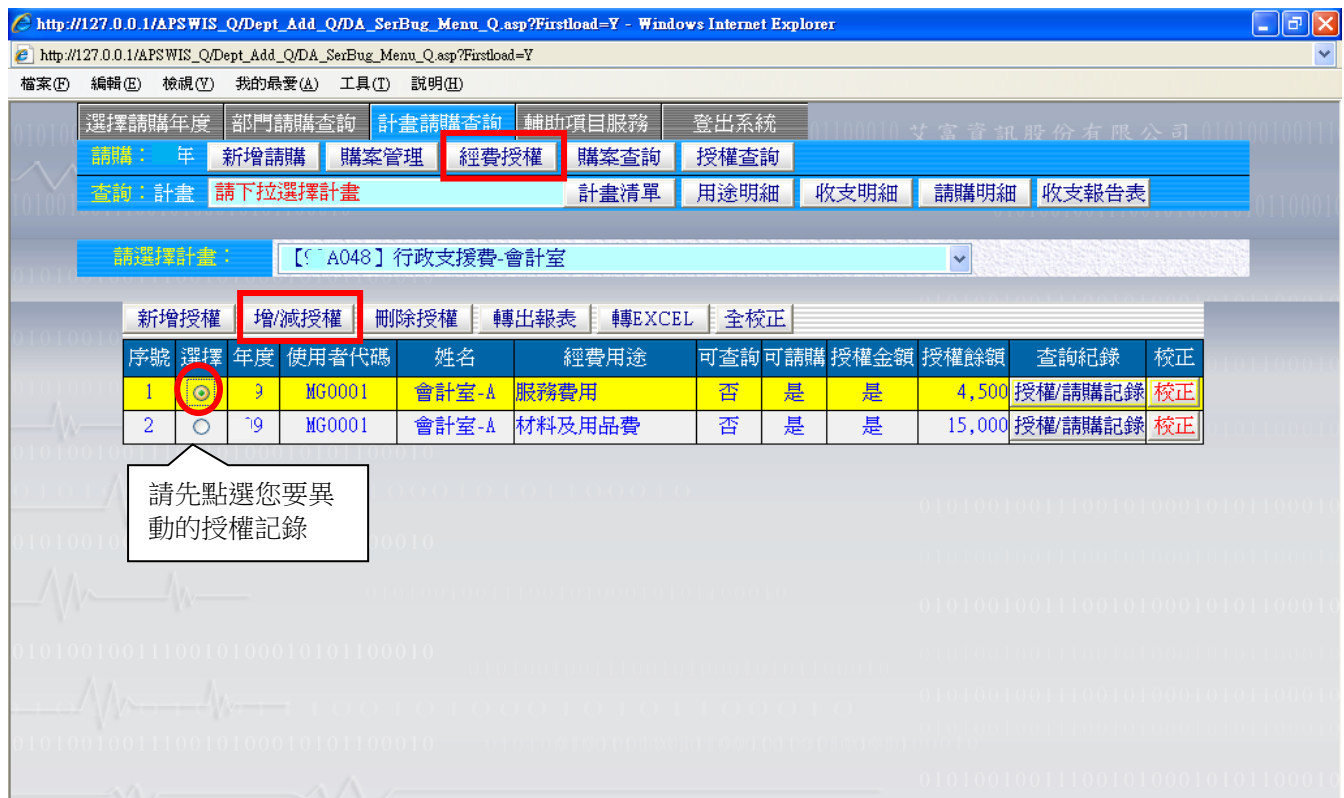 http://127.0.0.1/APSWIS_Q/Dept_Add_Q/DA_SerBug_Menu_Q.asp?Firstload=Y - Windows Internet Explorer
http://127.0.0.1/APSWIS_Q/Dept_Add_Q/DA_SerBug_Menu_Q.asp?Firstload=Y
檔案(F) 編輯(E) 檢視(V) 我的最愛(A) 工具(T) 說明(H)
選擇請購年度 部門請購查詢 計畫請購查詢 輔助項目服務 登出系統 艾富資訊股份有限公司
請購： 年 新增請購 購案管理 經費授權 購案查詢 授權查詢
查詢：計畫 請下拉選擇計畫 計畫清單 用途明細 收支明細 請購明細 收支報告表
請選擇計畫： A048】行政支援費-會計室
新增授權 增/減授權 刪除授權 轉出報表 轉EXCEL 全校正
序號 選擇 年度 使用者代碼 姓名 經費用途 可查詢 可請購 授權金額 授權餘額 查詢紀錄 校正
1 9 MG0001 會計室-A 服務費用 否 是 是 4,500 授權/請購記錄 校正
2 9 MG0001 會計室-A 材料及用品費 否 是 是 15,000 授權/請購記錄 校正
請先點選您要異
動的授權記錄